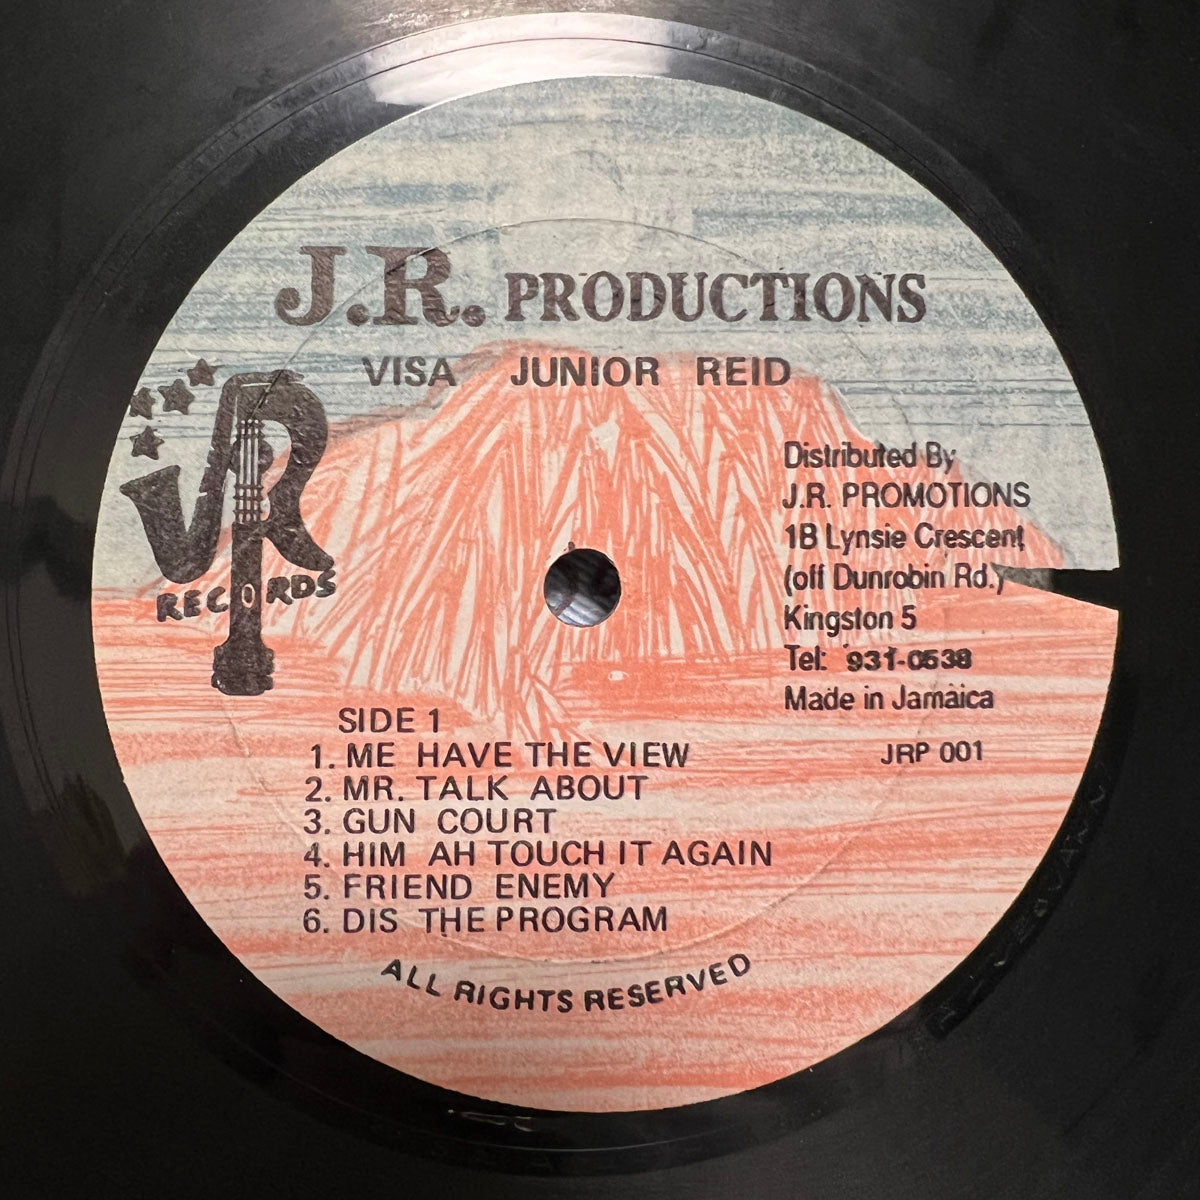 J.R. PRODUCTIONS
VISA JUNIOR REID
JR
RECORDS
Distributed By
J.R. PROMOTIONS
1B Lynsie Crescent
(off Dunrobin Rd.)
Kingston 5
Tel: 931-0538
Made in Jamaica
JRP 001
SIDE 1
1. ME HAVE THE VIEW
2. MR. TALK ABOUT
3. GUN COURT
4. HIM AH TOUCH IT AGAIN
5. FRIEND ENEMY
6. DIS THE PROGRAM
ALL RIGHTS RESERVED